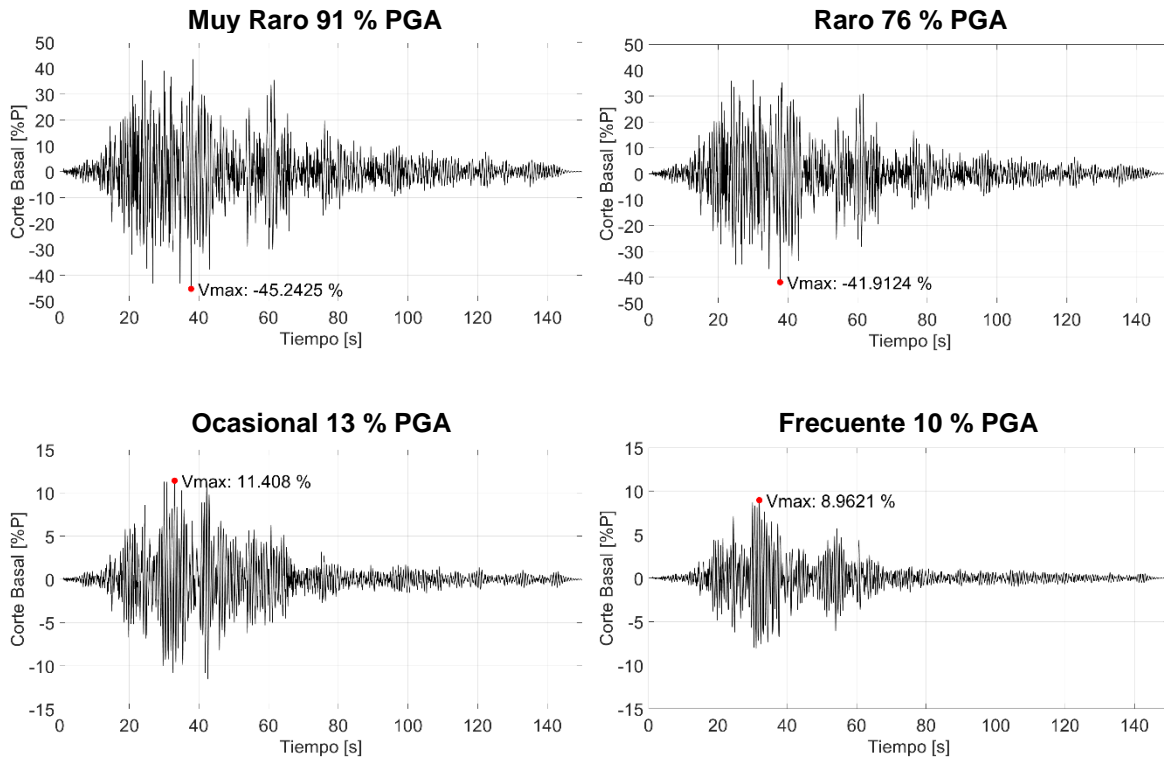 Muy Raro 91 % PGA
50
40
30
20
10
0
-10
-20
-30
-40
-50
Corte Basal [%P]
Vmax: -45.2425 %
0 20 40 60 80 100 120 140
Tiempo [s]
Raro 76 % PGA
50
40
30
20
10
0
-10
-20
-30
-40
-50
Corte Basal [%P]
Vmax: -41.9124 %
0 20 40 60 80 100 120 140
Tiempo [s]
Ocasional 13 % PGA
15
10
5
0
-5
-10
-15
Corte Basal [%P]
Vmax: 11.408 %
0 20 40 60 80 100 120 140
Tiempo [s]
Frecuente 10 % PGA
15
10
5
0
-5
-10
-15
Corte Basal [%P]
Vmax: 8.9621 %
0 20 40 60 80 100 120 140
Tiempo [s]